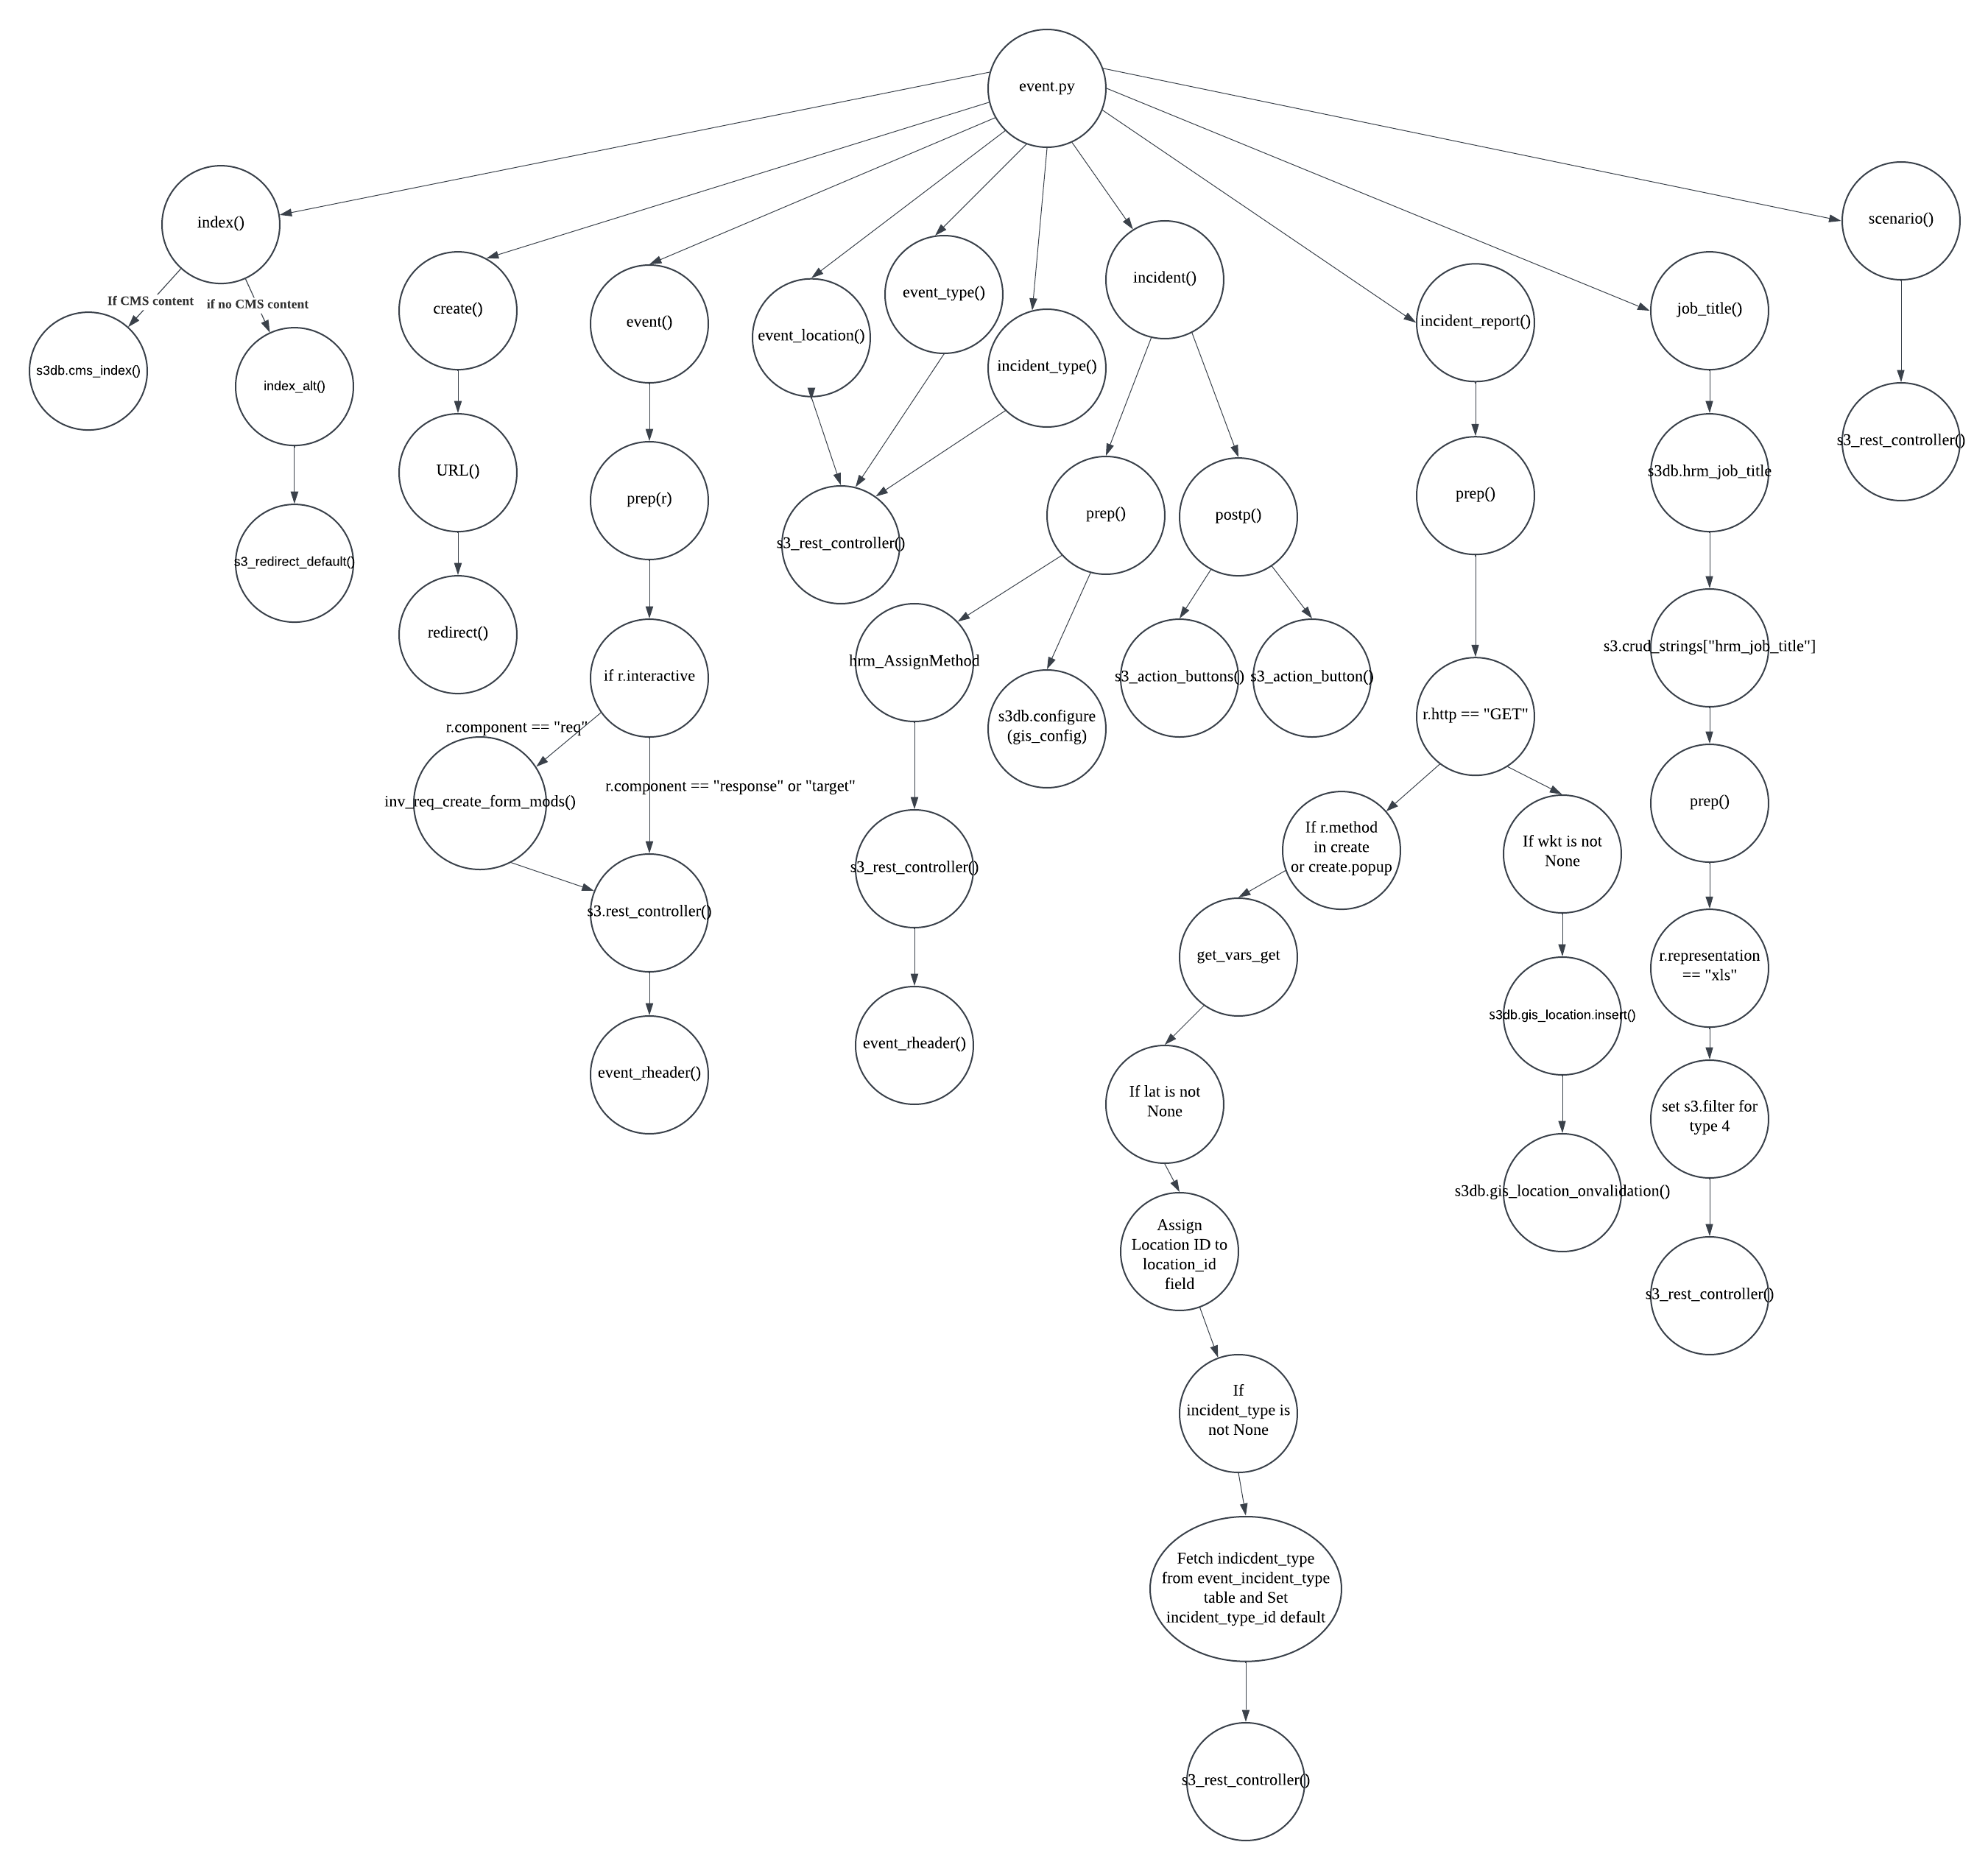 event.py
index()
scenario()
create()
event()
event_location()
event_type()
incident_type()
incident()
incident_report()
job_title()
If CMS content
if no CMS content
s3db.cms_index()
index_alt()
s3_redirect_default()
URL()
redirect()
prep(r)
if r.interactive
r.component == "req"
r.component == "response" or "target"
inv_req_create_form_mods()
s3.rest_controller()
event_rheader()
s3_rest_controller()
prep()
postp()
hrm_AssignMethod
s3db.configure
(gis_config)
s3_action_buttons()
s3_action_button()
s3_rest_controller()
event_rheader()
prep()
r.http == "GET"
If r.method
in create
or create.popup
If wkt is not
None
get_vars_get
s3db.gis_location.insert()
If lat is not
None
s3db.gis_location_onvalidation()
Assign
Location ID to
location_id
field
If
incident_type is
not None
Fetch indicdent_type
from event_incident_type
table and Set
incident_type_id default
s3_rest_controller()
s3db.hrm_job_title
s3.crud_strings["hrm_job_title"]
prep()
r.representation
== "xls"
set s3.filter for
type 4
s3_rest_controller()
s3_rest_controller()